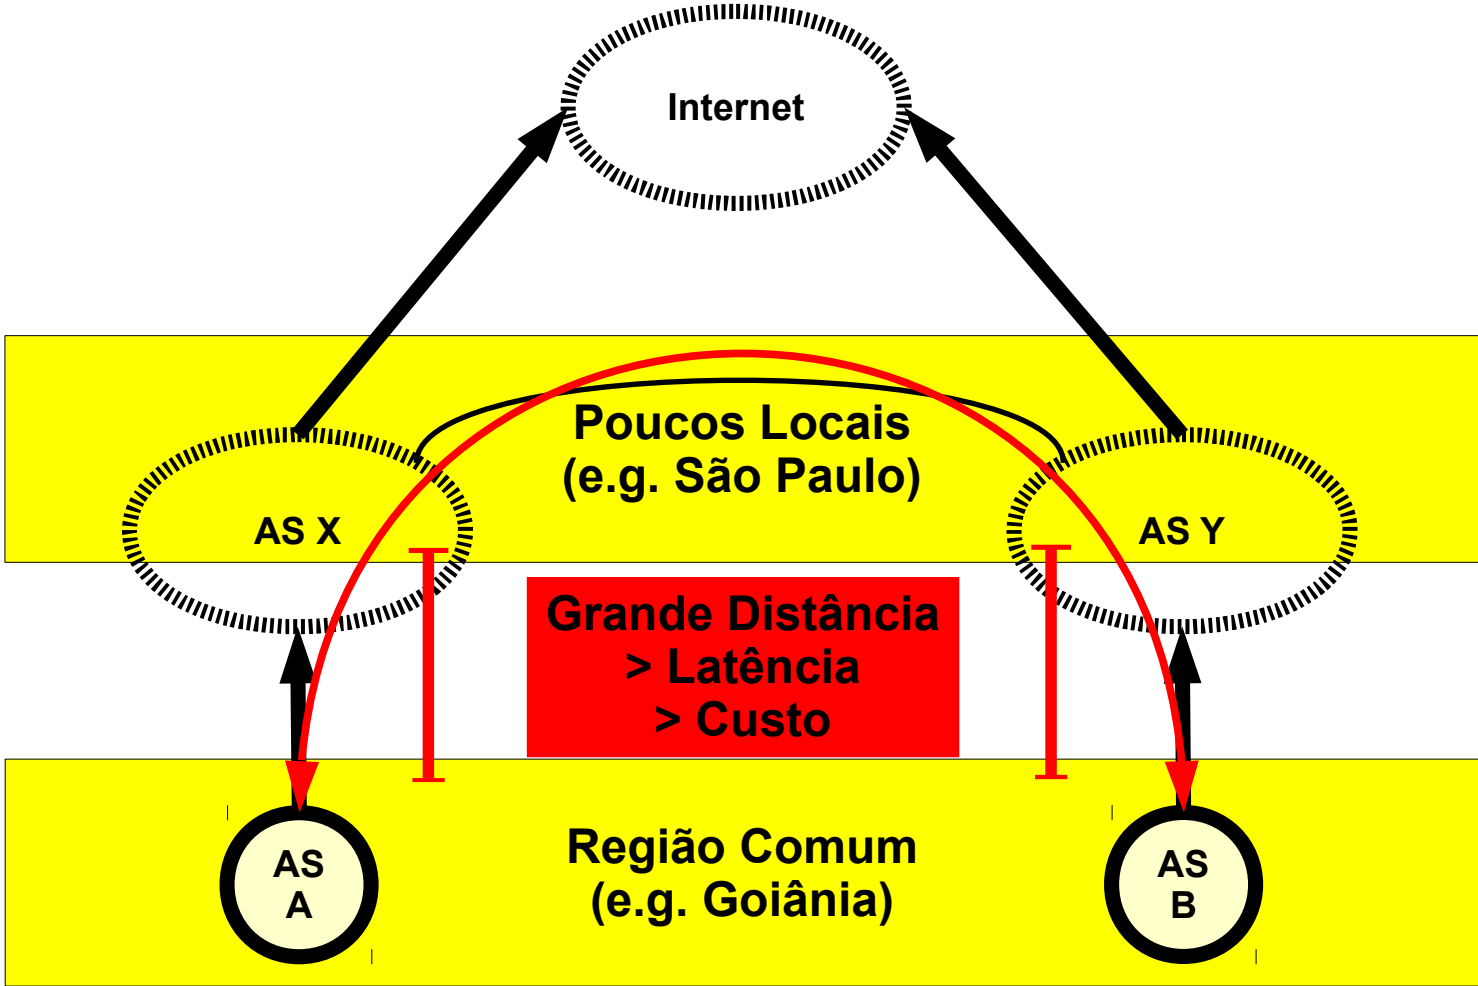 Internet
Poucos Locais
(e.g. São Paulo)
AS X
AS Y
Grande Distância
> Latência
> Custo
Região Comum
(e.g. Goiânia)
AS
A
AS
B